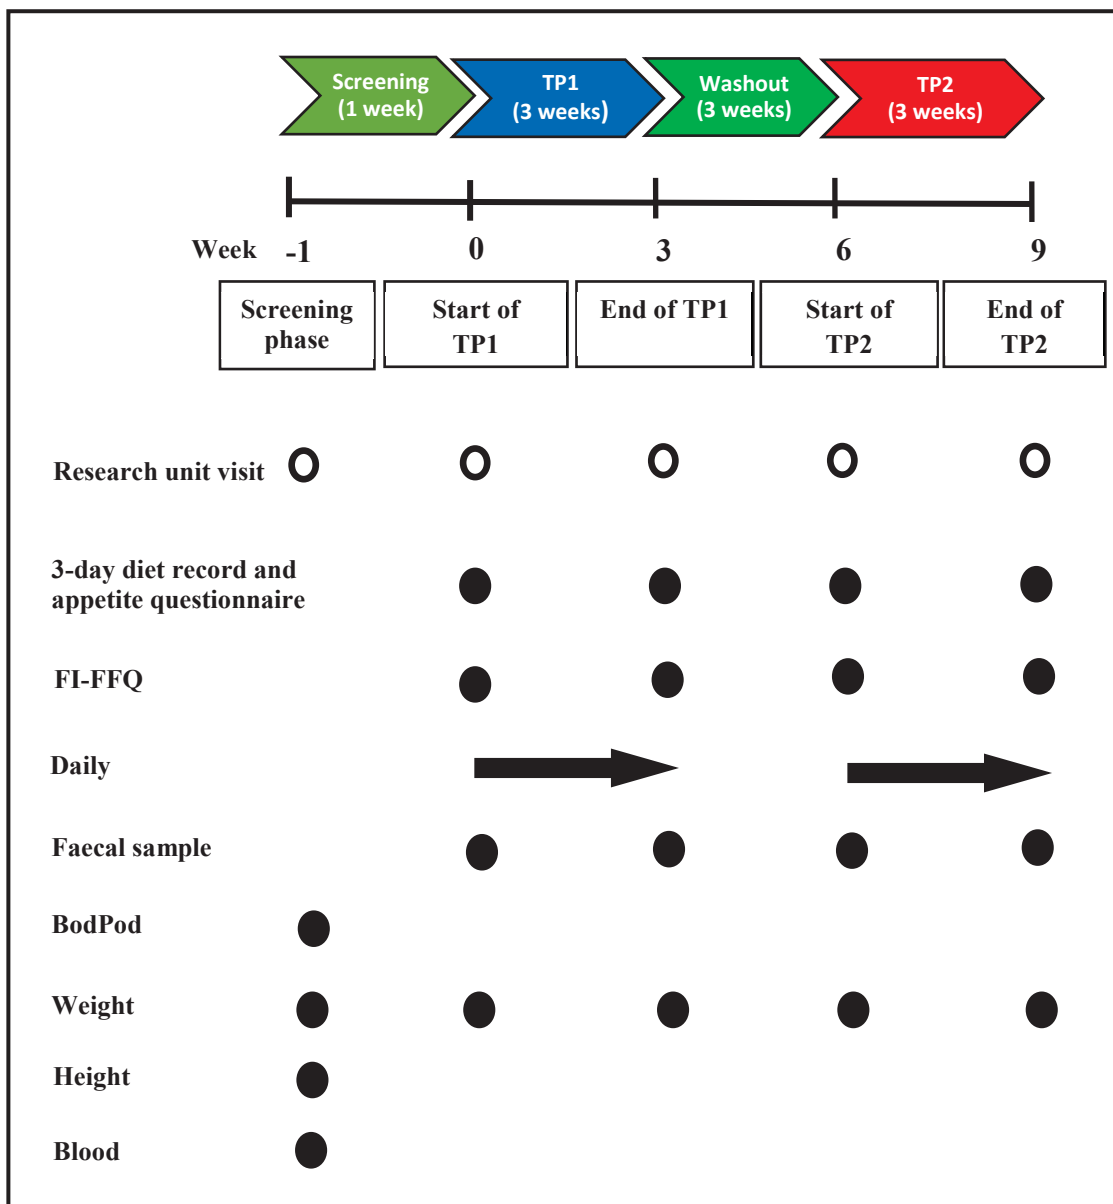 Screening
(1 week)
TP1
(3 weeks)
Washout
(3 weeks)
TP2
(3 weeks)
Week -1 0 3 6 9
Screening
phase
Start of
TP1
End of TP1
Start of
TP2
End of
TP2
Research unit visit
3-day diet record and
appetite questionnaire
FI-FFQ
Daily
Faecal sample
BodPod
Weight
Height
Blood